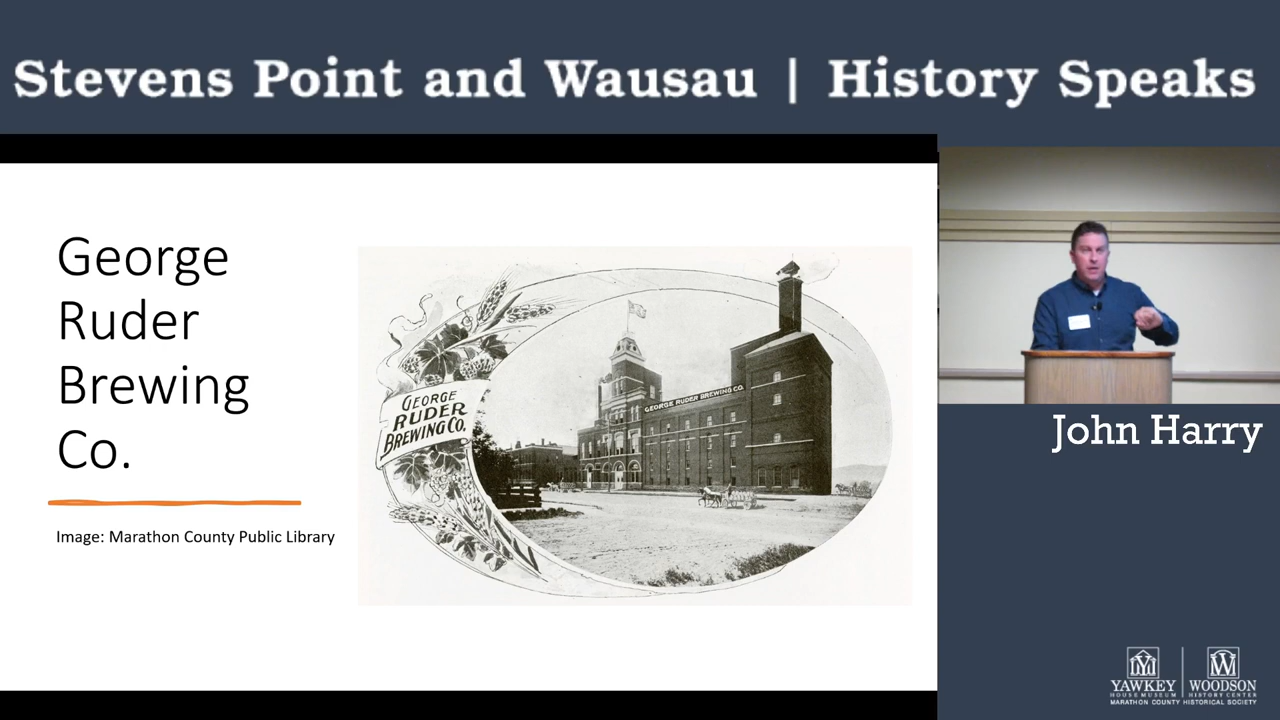 Stevens Point and Wausau | History Speaks
George
Ruder
Brewing
Co.
Image: Marathon County Public Library
GEORGE
RUDER
BREWING CO.
GEORGE RUDER BREWING CO.
John Harry
YAWKEY
HOUSE MUSEUM
WOODSON
HISTORY CENTER
MARATHON COUNTY HISTORICAL SOCIETY